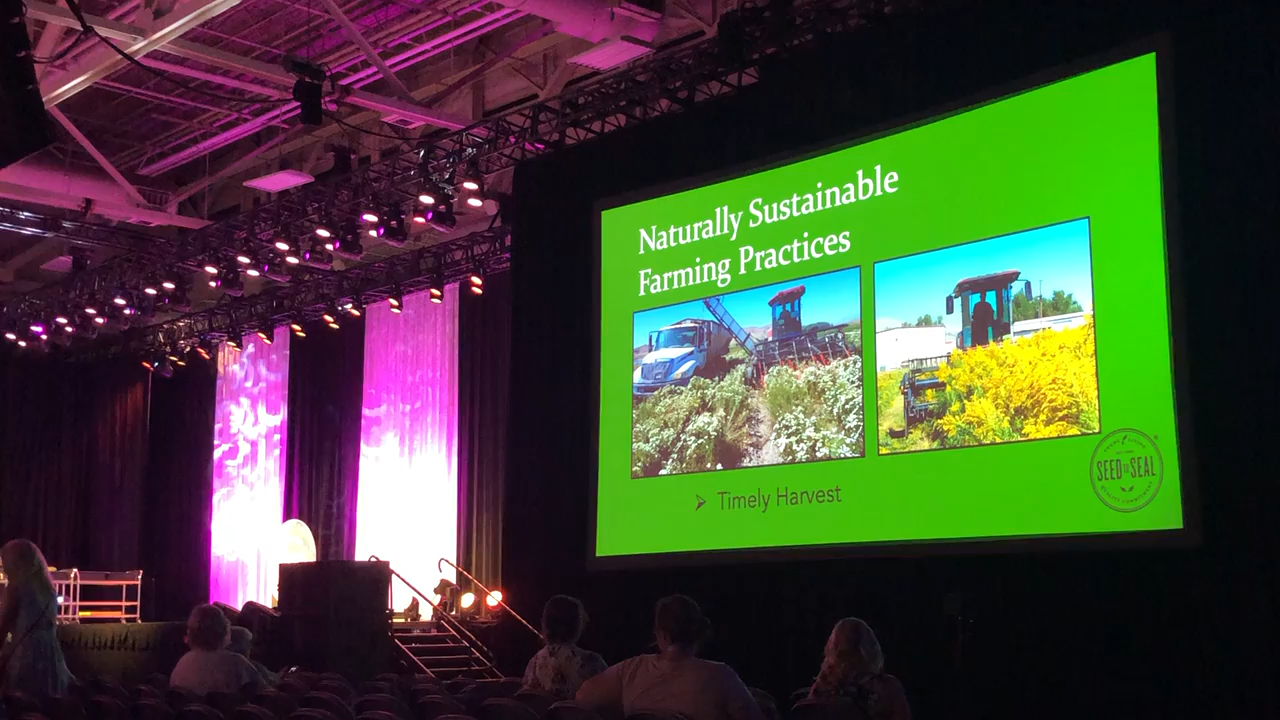 Naturally Sustainable
Farming Practices
➢ Timely Harvest
SEED TO SEAL